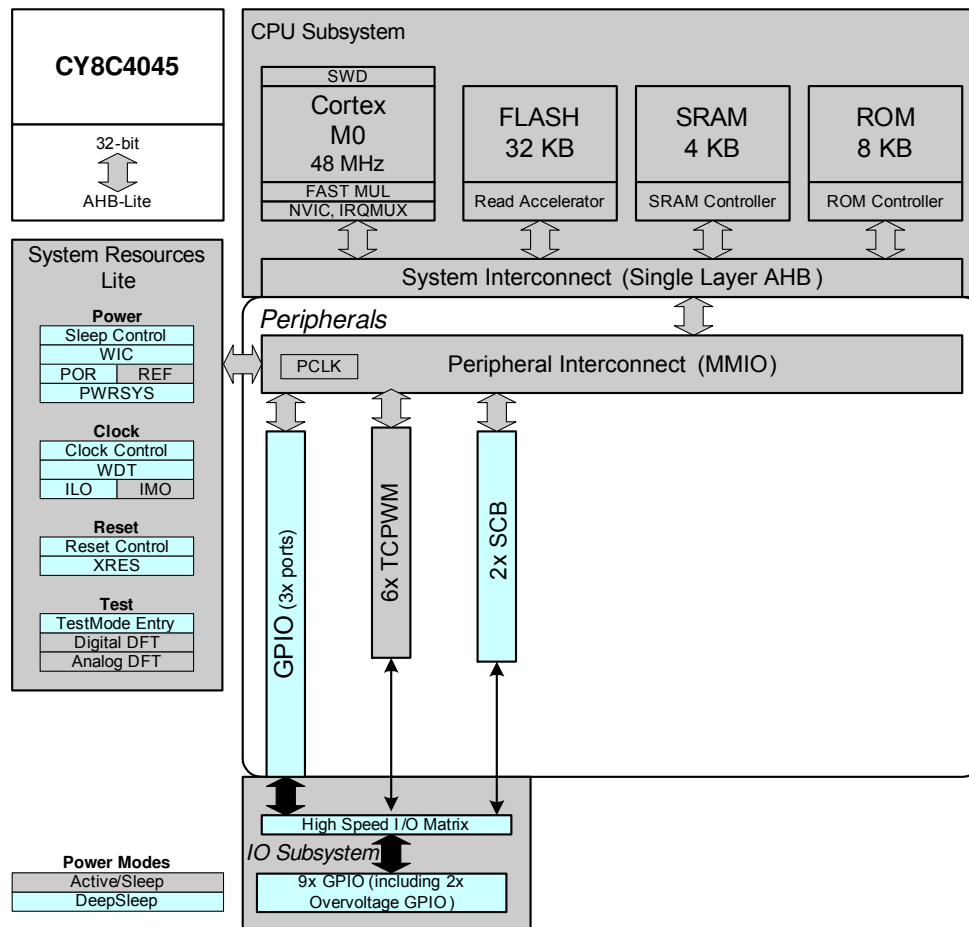 CY8C4045
32-bit
AHB-Lite
CPU Subsystem
SWD
Cortex
M0
48 MHz
FAST MUL
NVIC, IRQMUX
FLASH
32 KB
Read Accelerator
SRAM
4 KB
SRAM Controller
ROM
8 KB
ROM Controller
System Interconnect (Single Layer AHB)
System Resources
Lite
Power
Sleep Control
WIC
POR
REF
PWRSYS
Clock
Clock Control
WDT
ILO
IMO
Reset
Reset Control
XRES
Test
TestMode Entry
Digital DFT
Analog DFT
Peripherals
PCLK
Peripheral Interconnect (MMIO)
GPIO (3x ports)
6x TCPWM
2x SCB
High Speed I/O Matrix
IO Subsystem
9x GPIO (including 2x
Overvoltage GPIO)
Power Modes
Active/Sleep
DeepSleep